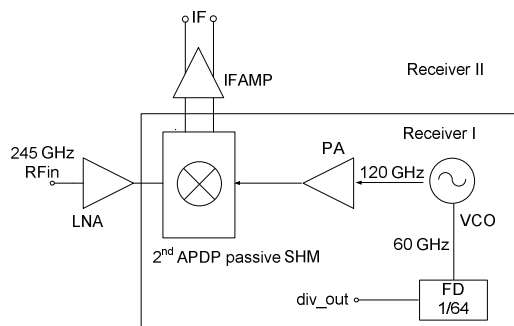 IF
IFAMP
Receiver II
Receiver I
245 GHz
RFin
LNA
PA
120 GHz
VCO
2nd APDP passive SHM
60 GHz
div_out
FD
1/64